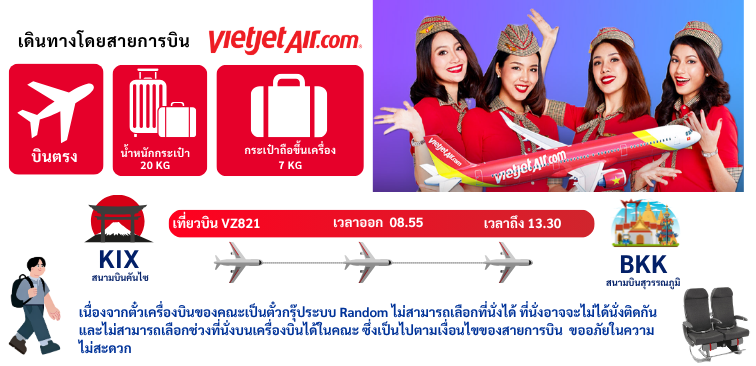 เดินทางโดยสายการบิน vietjetAir.com
บินตรง
น้ำหนักกระเป๋า
20 KG
กระเป๋าถือขึ้นเครื่อง
7 KG
vietjetAir.com
vietjetAir.com
เที่ยวบิน VZ821 เวลาออก 08.55 เวลาถึง 13.30
KIX
สนามบินคันไซ
BKK
สนามบินสุวรรณภูมิ
เนื่องจากตั๋วเครื่องบินของคณะเป็นตั๋วกรุ๊ประบบ Random ไม่สามารถเลือกที่นั่งได้ ที่นั่งอาจจะไม่ได้นั่งติดกัน
และไม่สามารถเลือกช่วงที่นั่งบนเครื่องบินได้ในคณะ ซึ่งเป็นไปตามเงื่อนไขของสายการบิน ขออภัยในความ
ไม่สะดวก